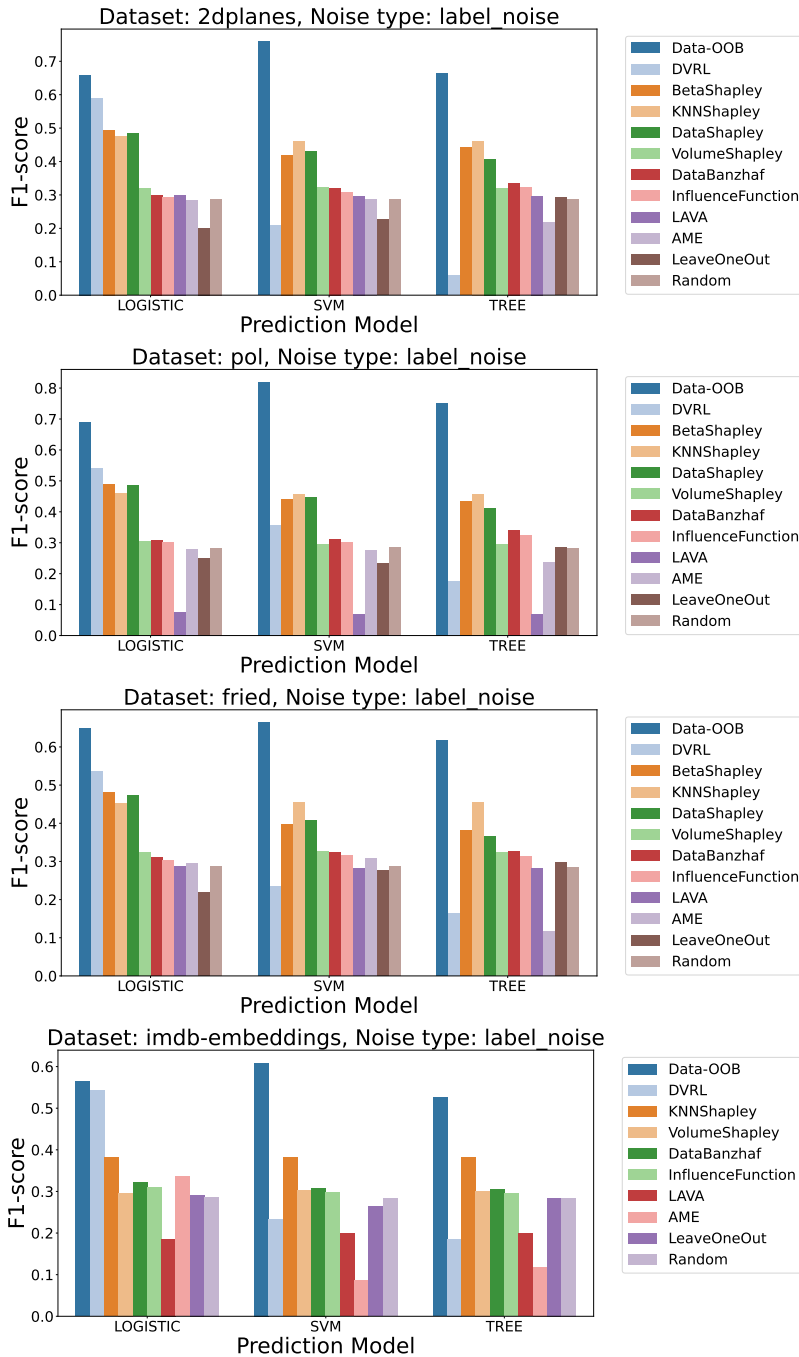 Dataset: 2dplanes, Noise type: label_noise
F1-score
0.7
0.6
0.5
0.4
0.3
0.2
0.1
0.0
LOGISTIC SVM TREE
Prediction Model
Data-OOB
DVRL
BetaShapley
KNNShapley
DataShapley
VolumeShapley
DataBanzhaf
InfluenceFunction
LAVA
AME
LeaveOneOut
Random
Dataset: pol, Noise type: label_noise
F1-score
0.8
0.7
0.6
0.5
0.4
0.3
0.2
0.1
0.0
LOGISTIC SVM TREE
Prediction Model
Data-OOB
DVRL
BetaShapley
KNNShapley
DataShapley
VolumeShapley
DataBanzhaf
InfluenceFunction
LAVA
AME
LeaveOneOut
Random
Dataset: fried, Noise type: label_noise
F1-score
0.6
0.5
0.4
0.3
0.2
0.1
0.0
LOGISTIC SVM TREE
Prediction Model
Data-OOB
DVRL
BetaShapley
KNNShapley
DataShapley
VolumeShapley
DataBanzhaf
InfluenceFunction
LAVA
AME
LeaveOneOut
Random
Dataset: imdb-embeddings, Noise type: label_noise
F1-score
0.6
0.5
0.4
0.3
0.2
0.1
0.0
LOGISTIC SVM TREE
Prediction Model
Data-OOB
DVRL
KNNShapley
VolumeShapley
DataBanzhaf
InfluenceFunction
LAVA
AME
LeaveOneOut
Random